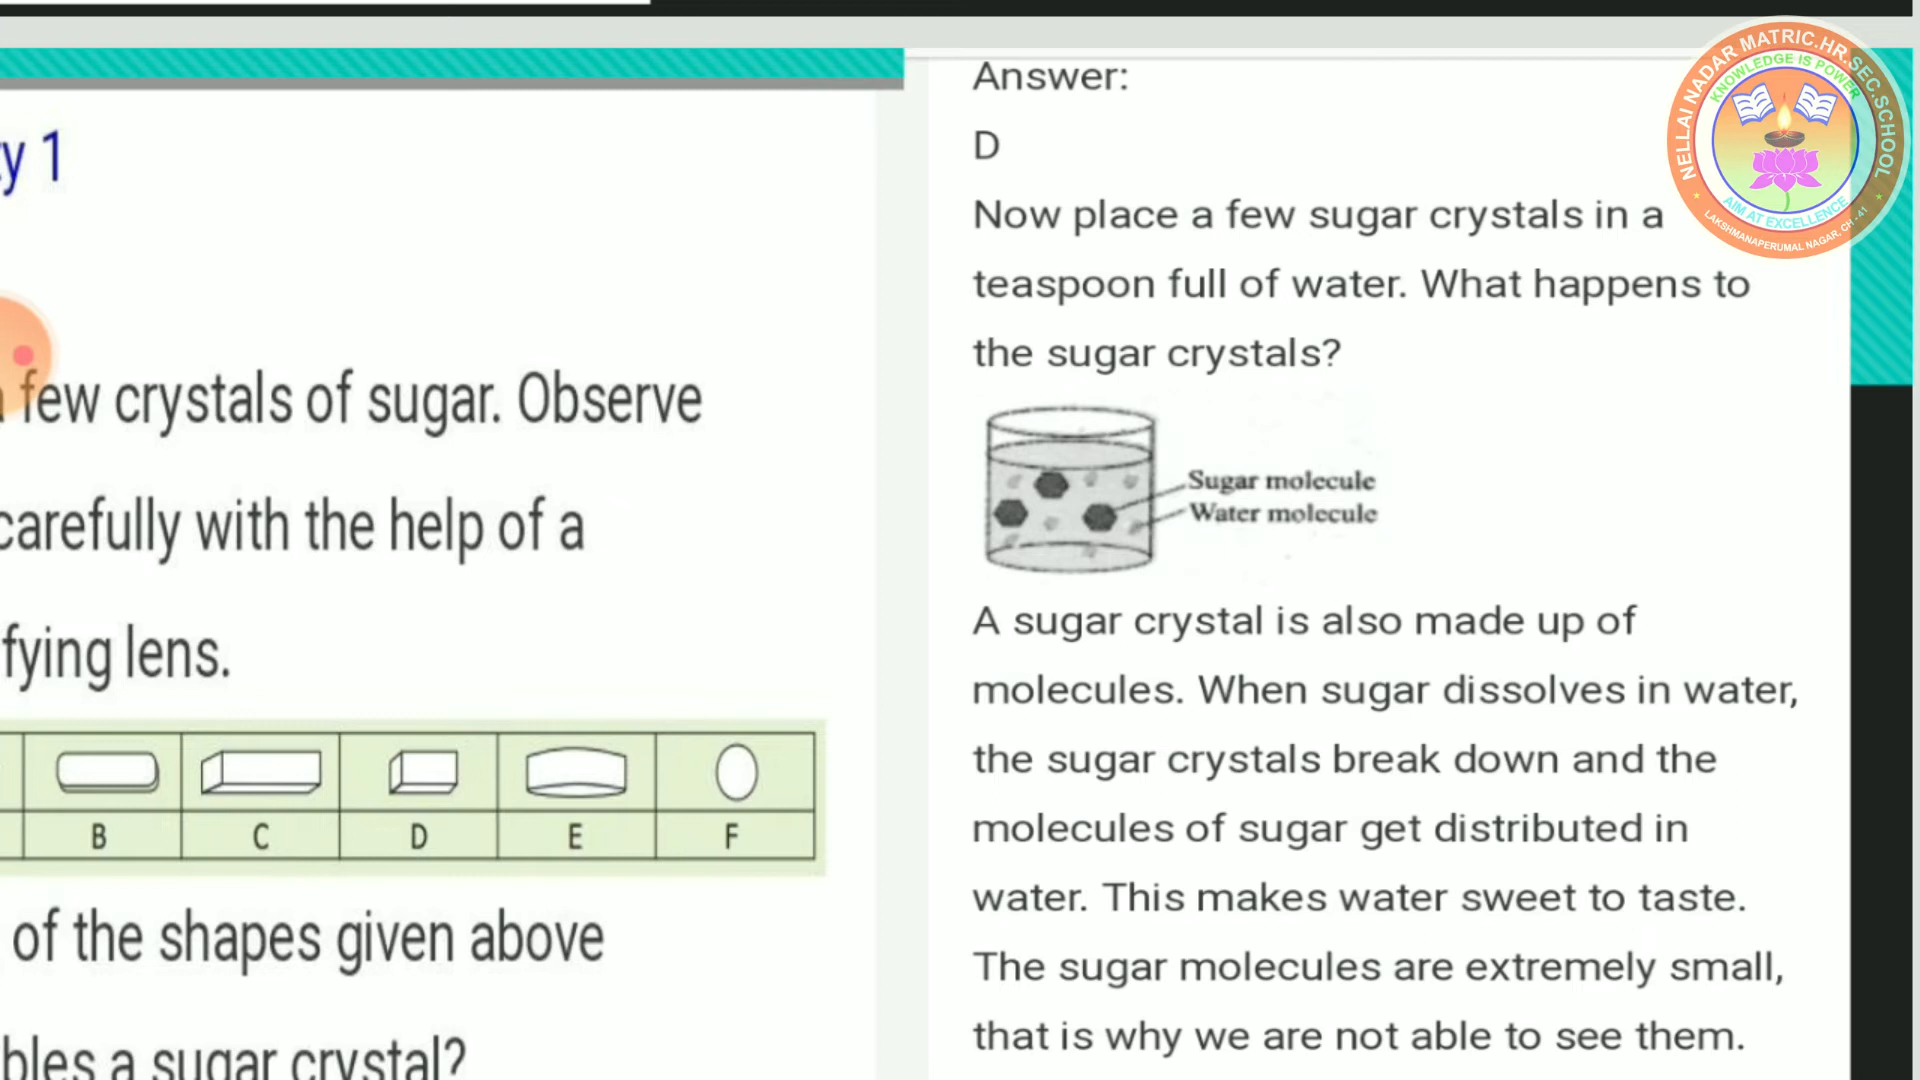 ty 1
few crystals of sugar. Observe
carefully with the help of a
fying lens.
B C D E F
of the shapes given above
bles a sugar crystal?
Answer:
D
Now place a few sugar crystals in a
teaspoon full of water. What happens to
the sugar crystals?
Sugar molecule
Water molecule
A sugar crystal is also made up of
molecules. When sugar dissolves in water,
the sugar crystals break down and the
molecules of sugar get distributed in
water. This makes water sweet to taste.
The sugar molecules are extremely small,
that is why we are not able to see them.
NELLAI NADAR MATRIC.HR.SEC.SCHOOL
KNOWLEDGE IS POWER
AIM AT EXCELLENCE
LAKSHMANAPERUMAL NAGAR, CH - 41